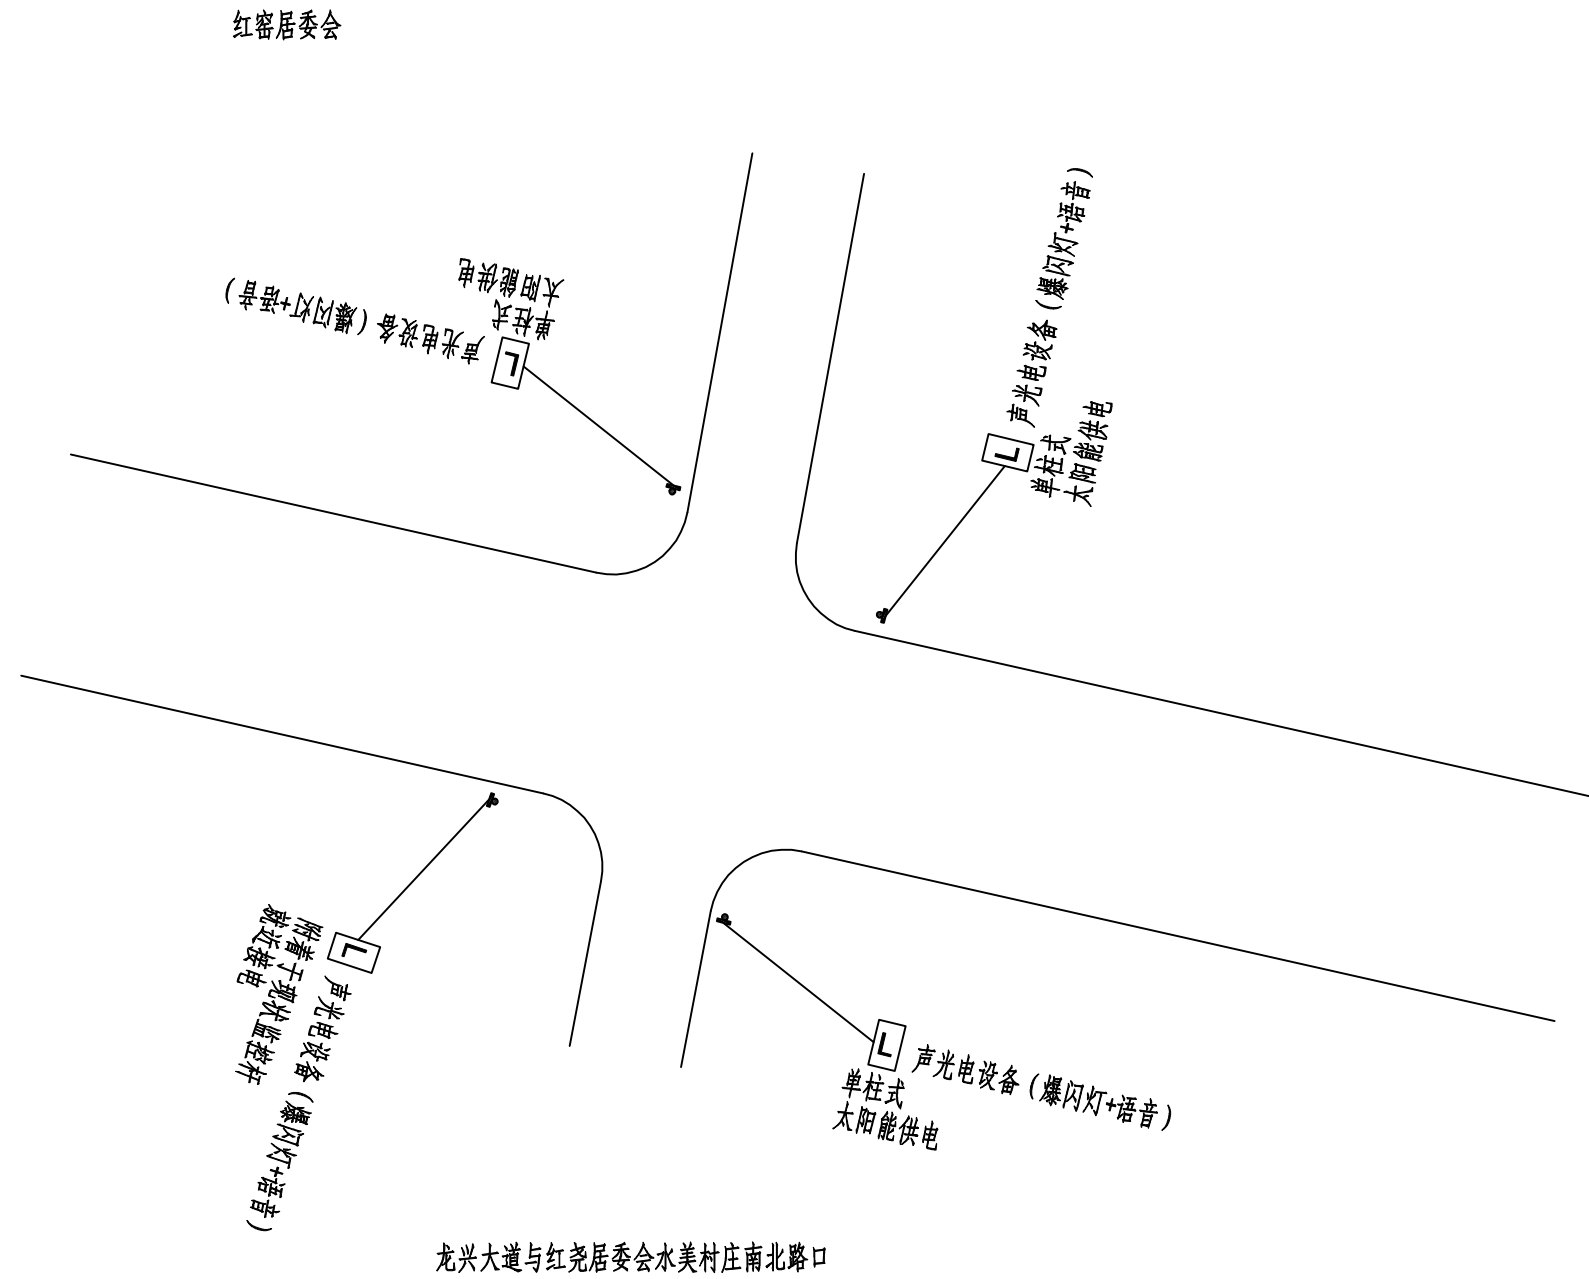 红窑居委会
声光电设备（爆闪灯+语音）
L
单柱式
太阳能供电
L
声光电设备（爆闪灯+语音）
单柱式
太阳能供电
L
声光电设备（爆闪灯+语音）
附着于现状监控杆
就近接电
L
声光电设备（爆闪灯+语音）
单柱式
太阳能供电
龙兴大道与红尧居委会水美村庄南北路口